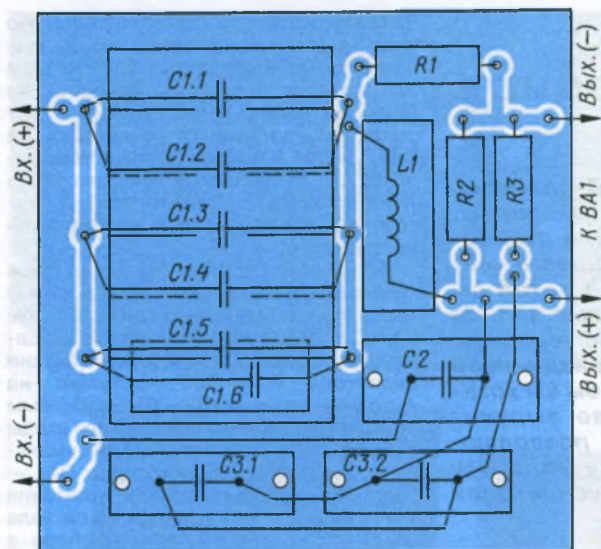 C1.1
R1
Вых. (-)
Вх. (+)
C1.2
L1
R2
R3
К ВА1
C1.3
C1.4
C1.5
C1.6
Вых. (+)
C2
Вх. (-)
C3.1
C3.2